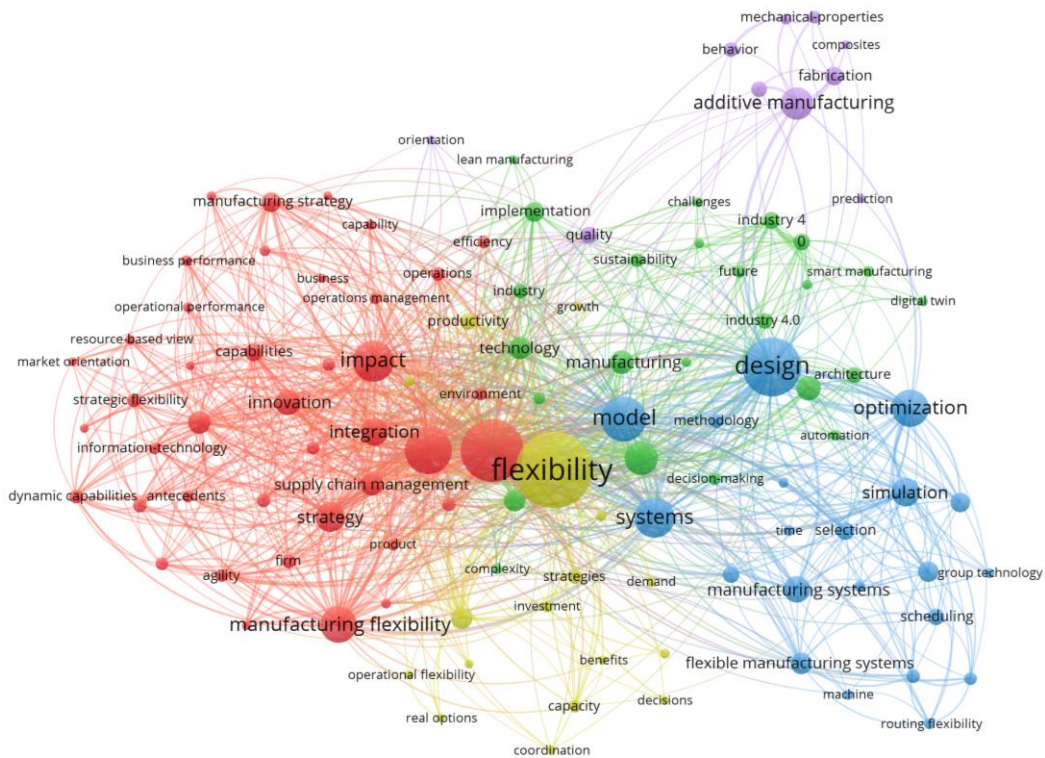 mechanical-properties
behavior
composites
fabrication
additive manufacturing
orientation
lean manufacturing
manufacturing strategy
prediction
challenges
implementation
industry 4
capability
quality
efficiency
0
business performance
sustainability
operations
future
smart manufacturing
business
industry
operations management
digital twin
operational performance
growth
productivity
industry 4.0
resource-based view
technology
capabilities
market orientation
impact
manufacturing
design
architecture
environment
strategic flexibility
innovation
optimization
model
methodology
integration
automation
information-technology
flexibility
decision-making
supply chain management
dynamic capabilities
antecedents
simulation
strategy
systems
time
selection
product
firm
complexity
agility
strategies
demand
group technology
manufacturing systems
investment
scheduling
manufacturing flexibility
benefits
flexible manufacturing systems
operational flexibility
machine
decisions
capacity
real options
routing flexibility
coordination